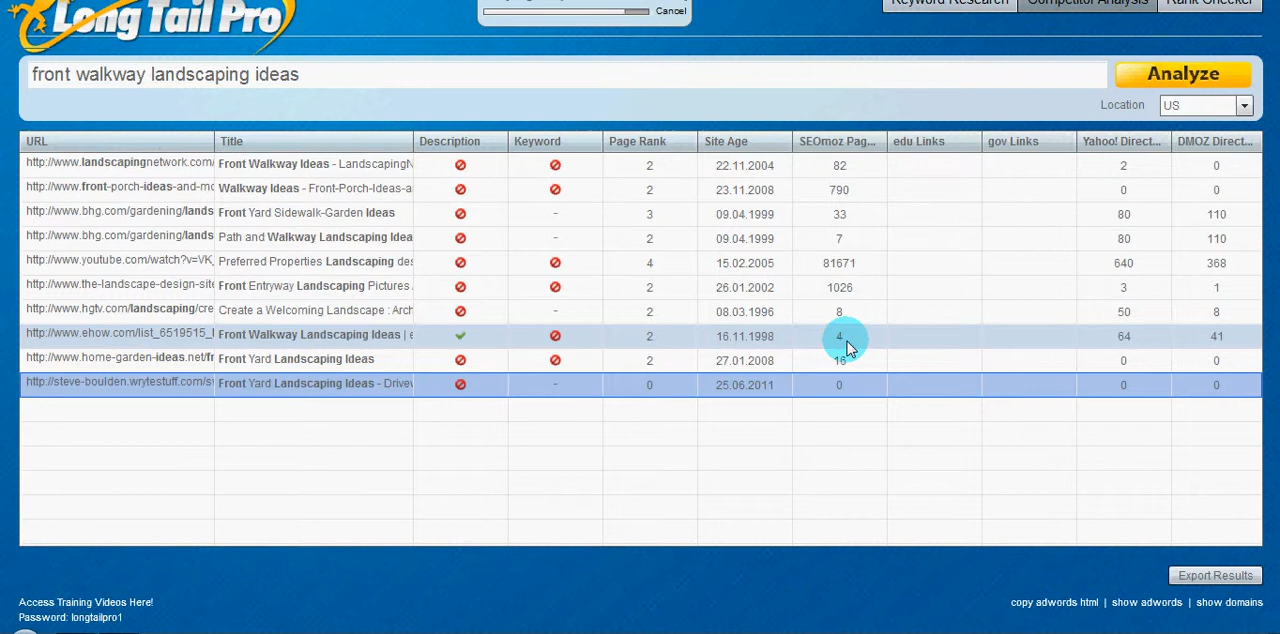 Long Tail Pro
Cancel
Keyword Research
Competitor Analysis
Rank Checker
front walkway landscaping ideas
Analyze
Location US
URL Title Description Keyword Page Rank Site Age SEOmoz Pag... edu Links gov Links Yahoo! Direct... DMOZ Direct...
http://www.landscapingnetwork.com/ Front Walkway Ideas - LandscapingN 2 22.11.2004 82 2 0
http://www.front-porch-ideas-and-mo Walkway Ideas - Front-Porch-Ideas-a 2 23.11.2008 790 0 0
http://www.bhg.com/gardening/lands Front Yard Sidewalk-Garden Ideas - 3 09.04.1999 33 80 110
http://www.bhg.com/gardening/lands Path and Walkway Landscaping Idea - 2 09.04.1999 7 80 110
http://www.youtube.com/watch?v=VK_ Preferred Properties Landscaping des 4 15.02.2005 81671 640 368
http://www.the-landscape-design-site Front Entryway Landscaping Pictures 2 26.01.2002 1026 3 1
http://www.hgtv.com/landscaping/cre Create a Welcoming Landscape : Arch - 2 08.03.1996 8 50 8
http://www.ehow.com/list_6519515_ Front Walkway Landscaping Ideas | e 2 16.11.1998 4 64 41
http://www.home-garden-ideas.net/fr Front Yard Landscaping Ideas 2 27.01.2008 16 0 0
http://steve-boulden.wrytestuff.com/s Front Yard Landscaping Ideas - Drivew - 0 25.06.2011 0 0 0
Export Results
Access Training Videos Here!
copy adwords html | show adwords | show domains
Password: longtailpro1